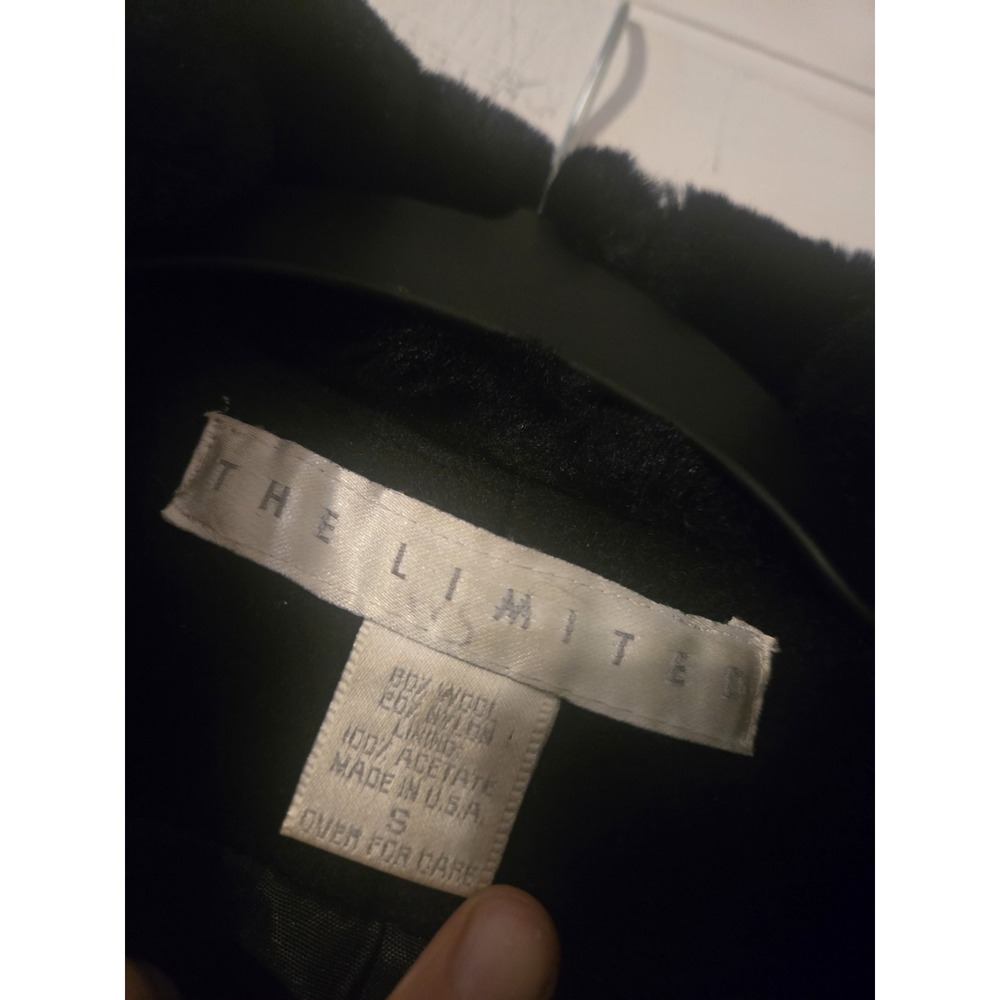 THE LIMITED
80% WOOL
20% NYLON
LINING:
100% ACETATE
MADE IN U.S.A.
S
OVER FOR CARE